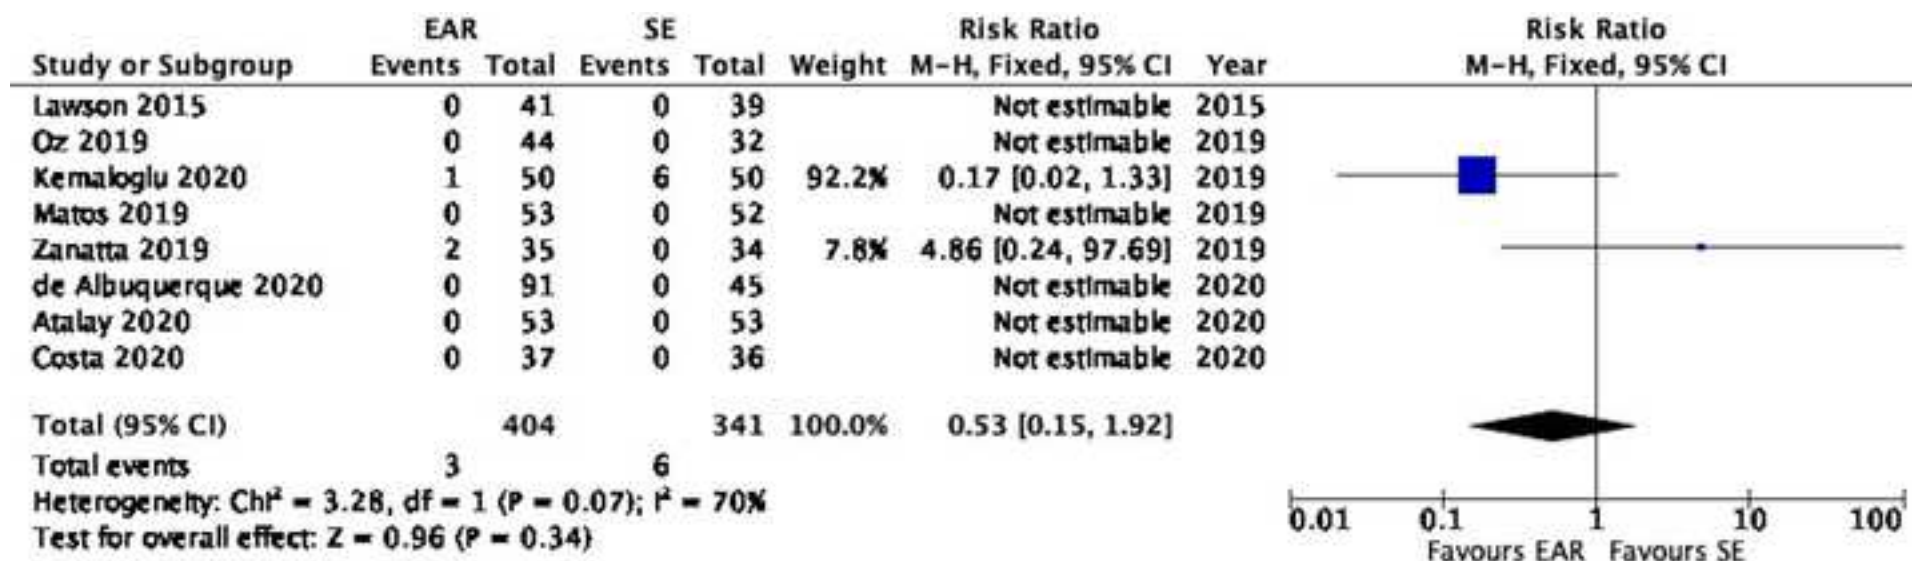 EAR SE Risk Ratio Risk Ratio
Study or Subgroup Events Total Events Total Weight M-H, Fixed, 95% CI Year M-H, Fixed, 95% CI
Lawson 2015 0 41 0 39 Not estimable 2015
Oz 2019 0 44 0 32 Not estimable 2019
Kemaloglu 2020 1 50 6 50 92.2% 0.17 [0.02, 1.33] 2019
Matos 2019 0 53 0 52 Not estimable 2019
Zanatta 2019 2 35 0 34 7.8% 4.86 [0.24, 97.69] 2019
de Albuquerque 2020 0 91 0 45 Not estimable 2020
Atalay 2020 0 53 0 53 Not estimable 2020
Costa 2020 0 37 0 36 Not estimable 2020
Total (95% CI) 404 341 100.0% 0.53 [0.15, 1.92]
Total events 3 6
Heterogeneity: Chi² = 3.28, df = 1 (P = 0.07); I² = 70%
Test for overall effect: Z = 0.96 (P = 0.34)
0.01 0.1 1 10 100
Favours EAR Favours SE